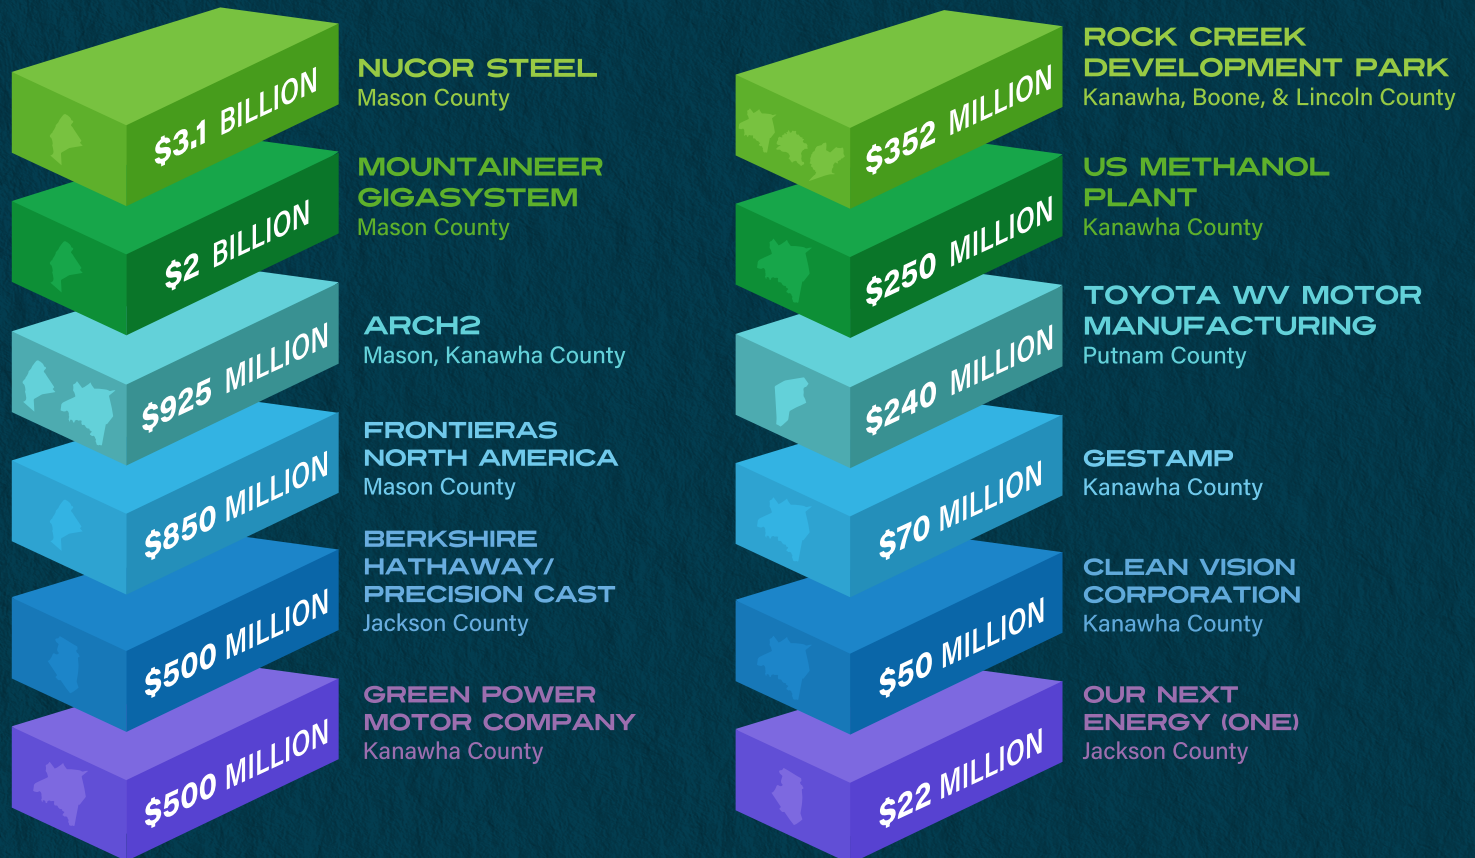 $3.1 BILLION
NUCOR STEEL
Mason County
$2 BILLION
MOUNTAINEER
GIGASYSTEM
Mason County
$925 MILLION
ARCH2
Mason, Kanawha County
$850 MILLION
FRONTIERAS
NORTH AMERICA
Mason County
$500 MILLION
BERKSHIRE
HATHAWAY/
PRECISION CAST
Jackson County
$500 MILLION
GREEN POWER
MOTOR COMPANY
Kanawha County
$352 MILLION
ROCK CREEK
DEVELOPMENT PARK
Kanawha, Boone, & Lincoln County
$250 MILLION
US METHANOL
PLANT
Kanawha County
$240 MILLION
TOYOTA WV MOTOR
MANUFACTURING
Putnam County
$70 MILLION
GESTAMP
Kanawha County
$50 MILLION
CLEAN VISION
CORPORATION
Kanawha County
$22 MILLION
OUR NEXT
ENERGY (ONE)
Jackson County